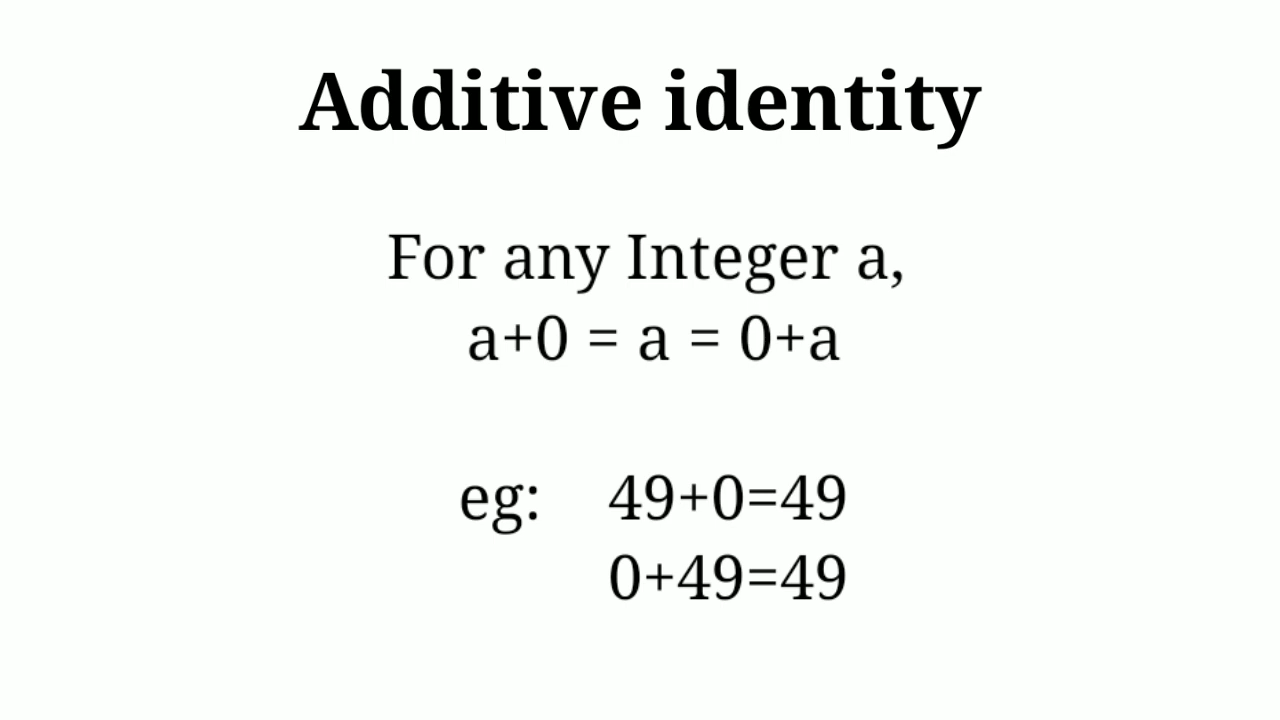 Additive identity
For any Integer a,
a+0 = a = 0+a
eg: 49+0=49
0+49=49